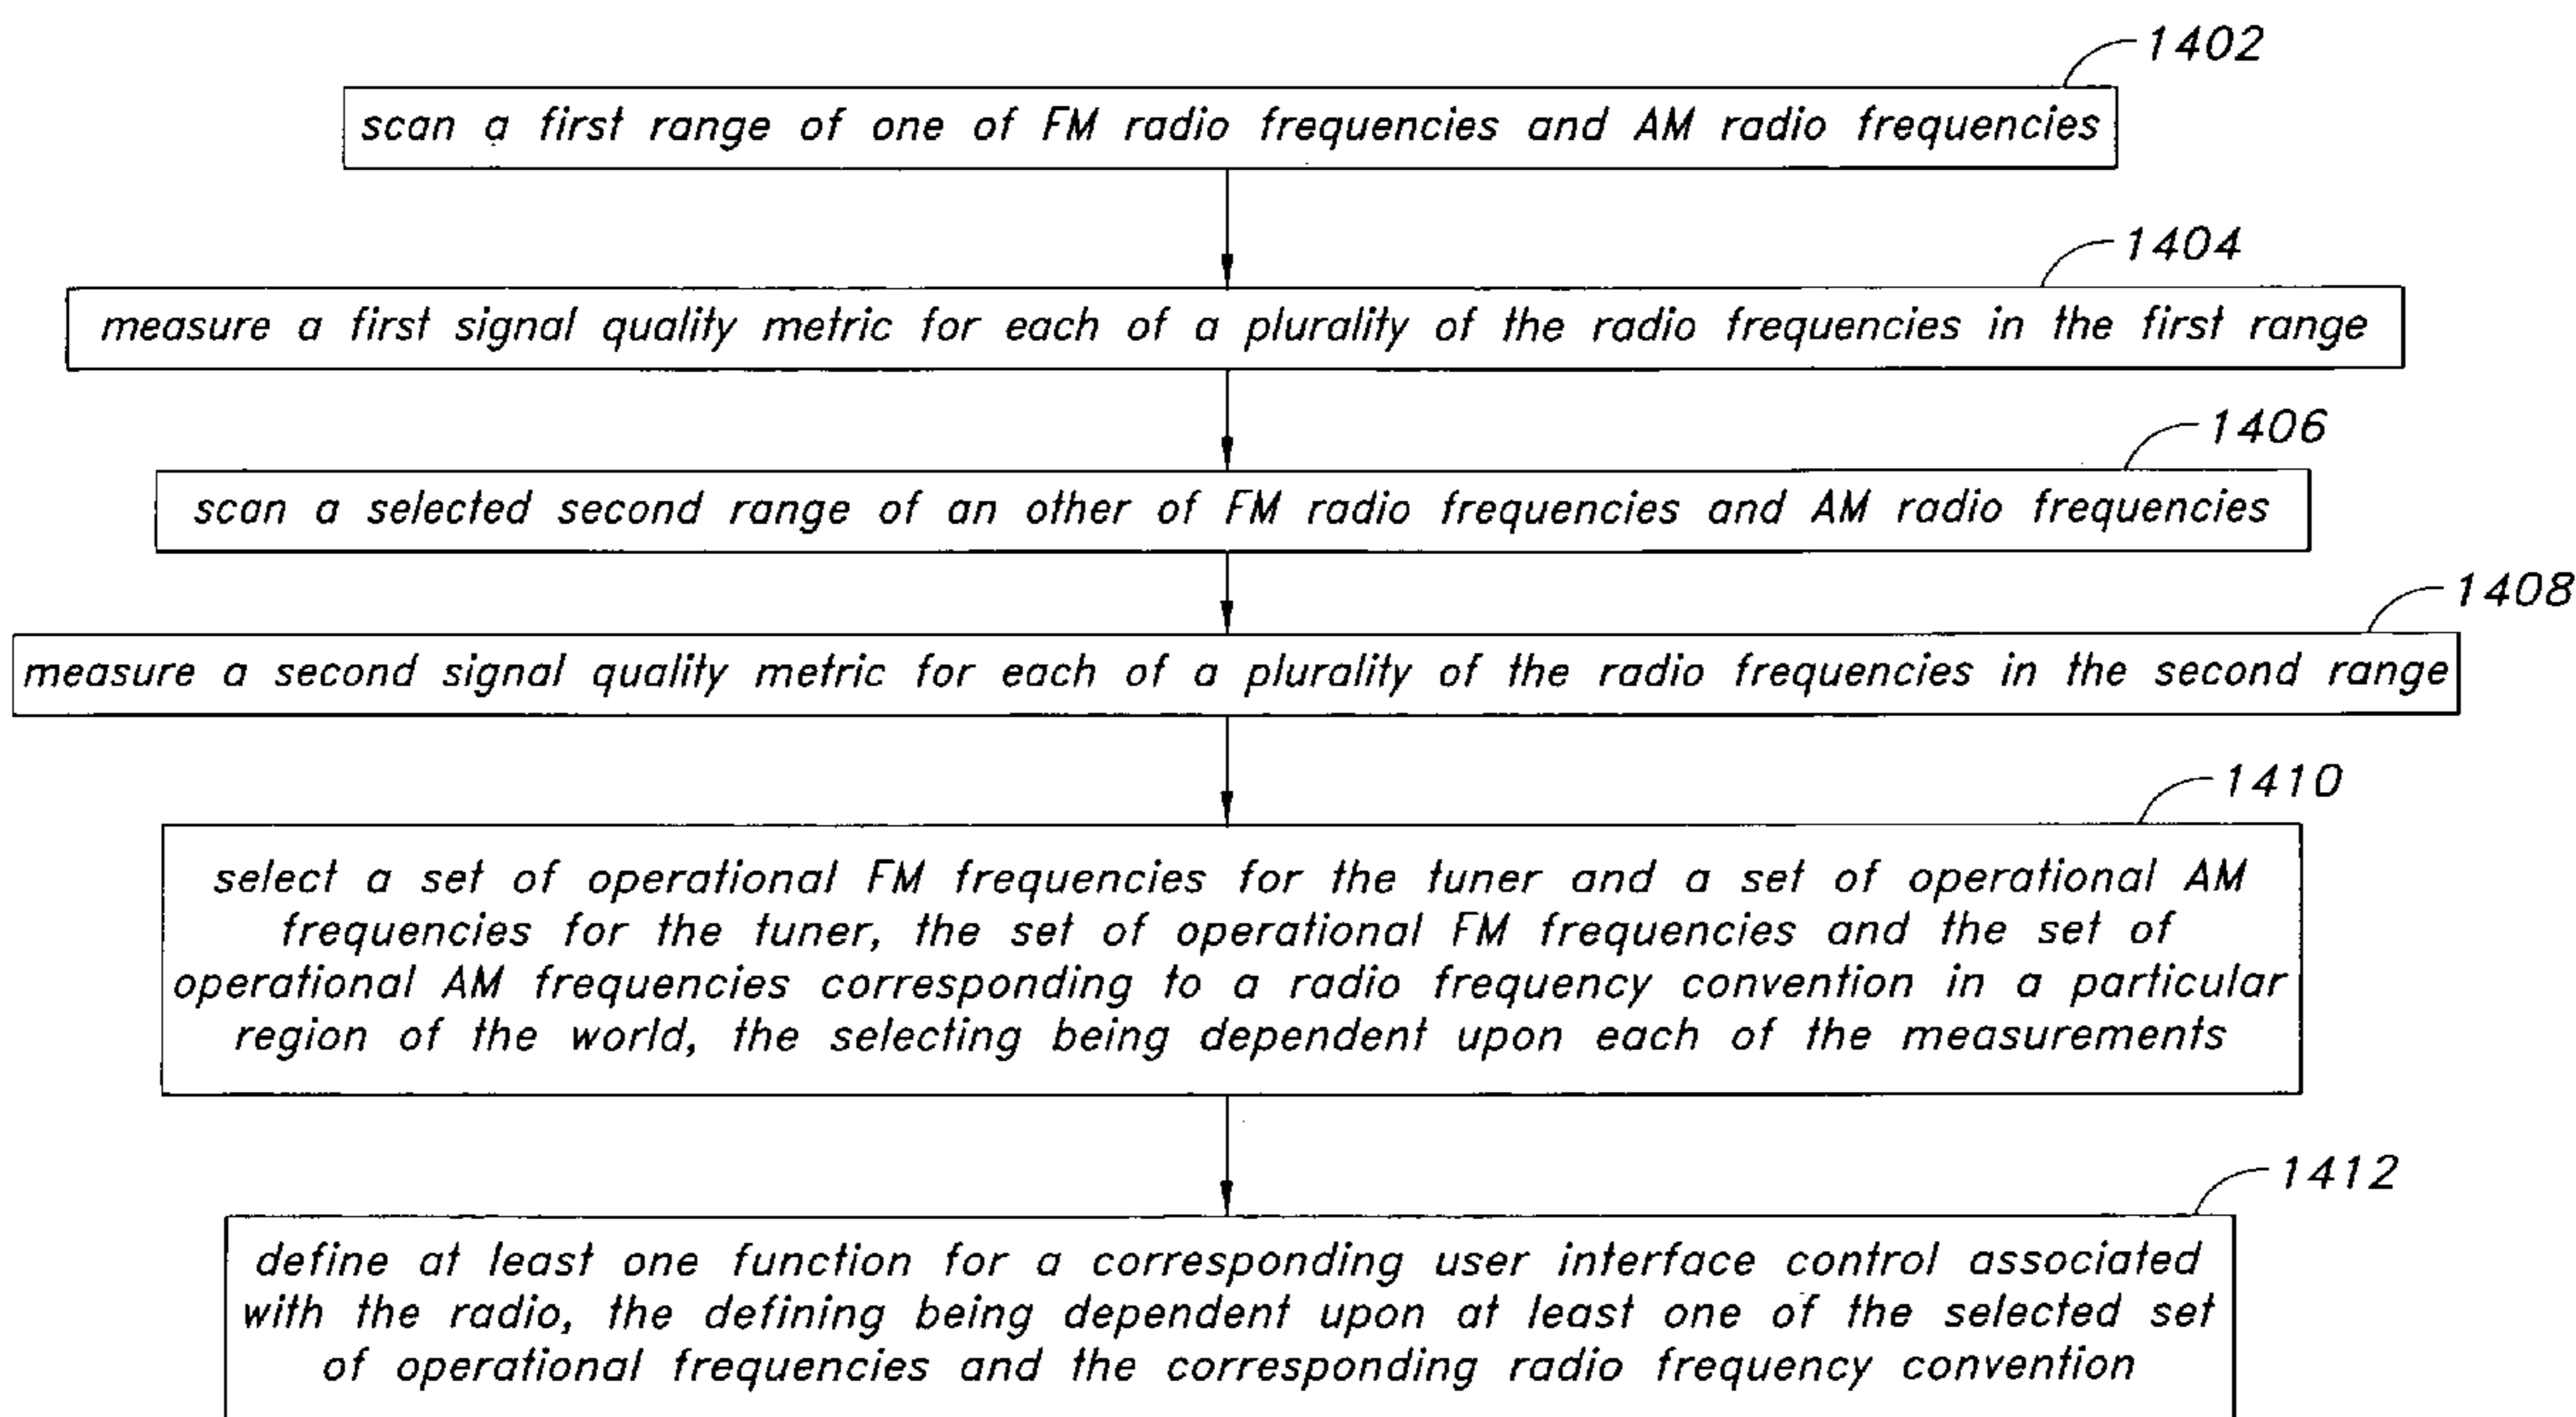 1402
scan a first range of one of FM radio frequencies and AM radio frequencies
1404
measure a first signal quality metric for each of a plurality of the radio frequencies in the first range
1406
scan a selected second range of an other of FM radio frequencies and AM radio frequencies
1408
measure a second signal quality metric for each of a plurality of the radio frequencies in the second range
1410
select a set of operational FM frequencies for the tuner and a set of operational AM
frequencies for the tuner, the set of operational FM frequencies and the set of
operational AM frequencies corresponding to a radio frequency convention in a particular
region of the world, the selecting being dependent upon each of the measurements
1412
define at least one function for a corresponding user interface control associated
with the radio, the defining being dependent upon at least one of the selected set
of operational frequencies and the corresponding radio frequency convention